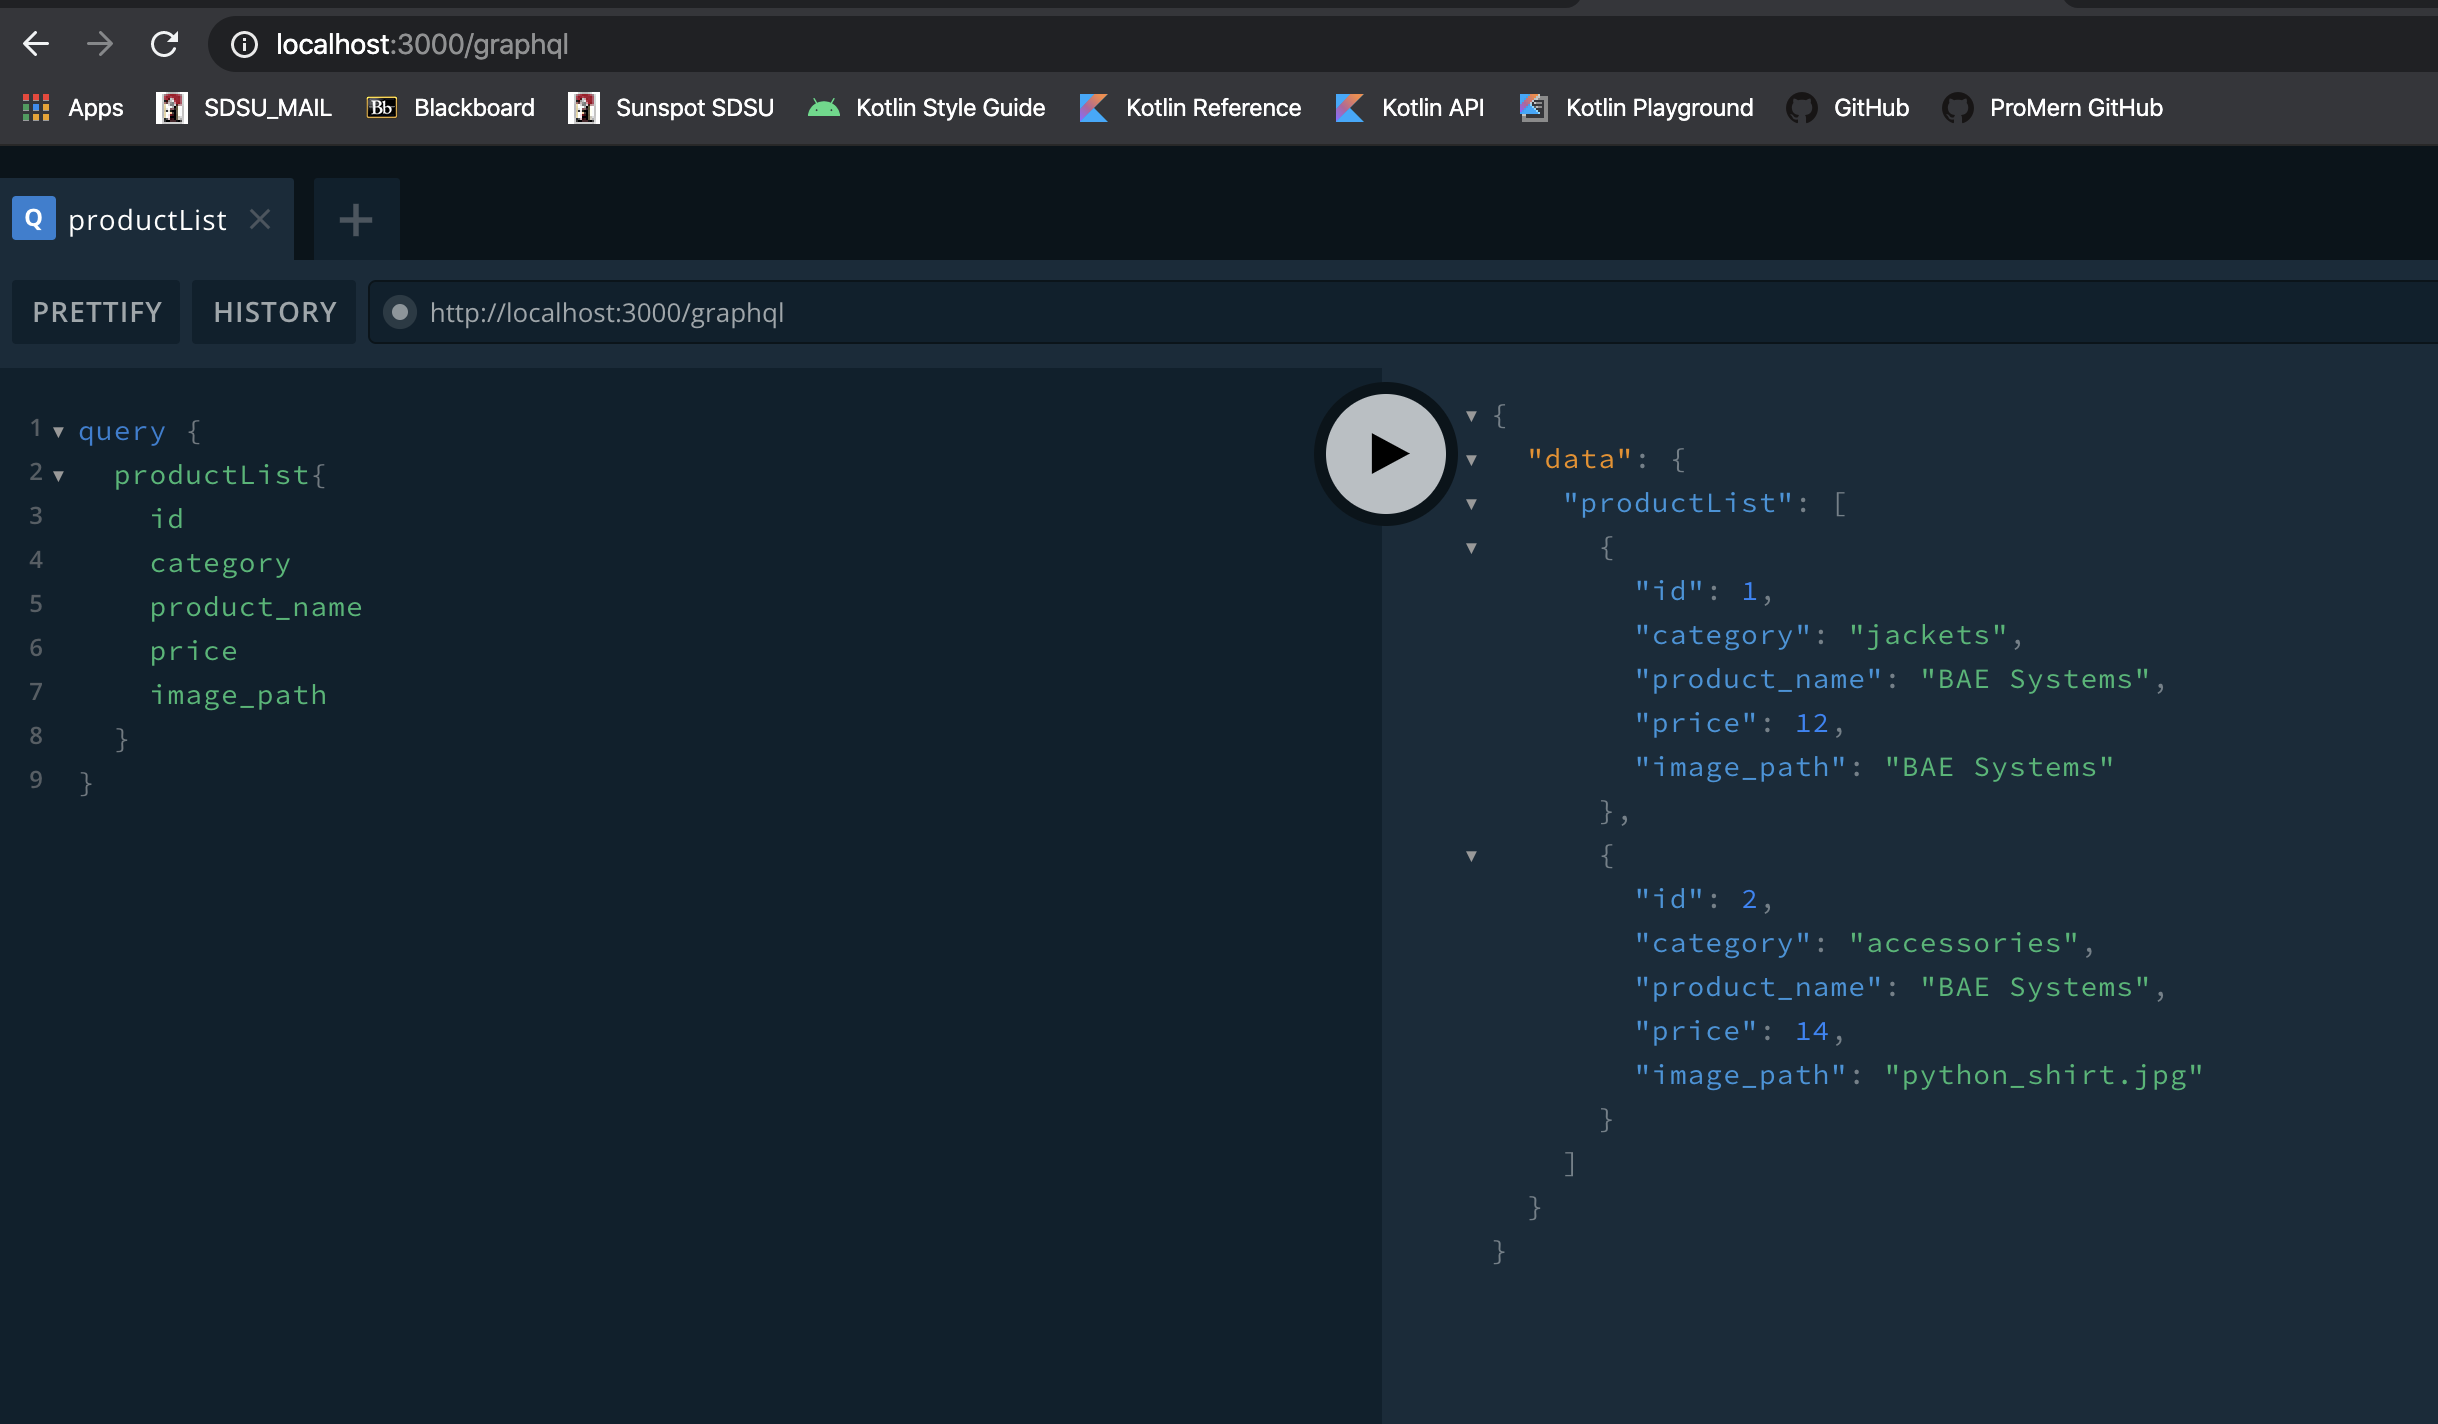 localhost:3000/graphql
Apps SDSU_MAIL Bb Blackboard Sunspot SDSU Kotlin Style Guide Kotlin Reference Kotlin API Kotlin Playground GitHub ProMern GitHub
Q productList
PRETTIFY HISTORY http://localhost:3000/graphql
1 query {
2 productList{
3 id
4 category
5 product_name
6 price
7 image_path
8 }
9 }
{
"data": {
"productList": [
{
"id": 1,
"category": "jackets",
"product_name": "BAE Systems",
"price": 12,
"image_path": "BAE Systems"
},
{
"id": 2,
"category": "accessories",
"product_name": "BAE Systems",
"price": 14,
"image_path": "python_shirt.jpg"
}
]
}
}